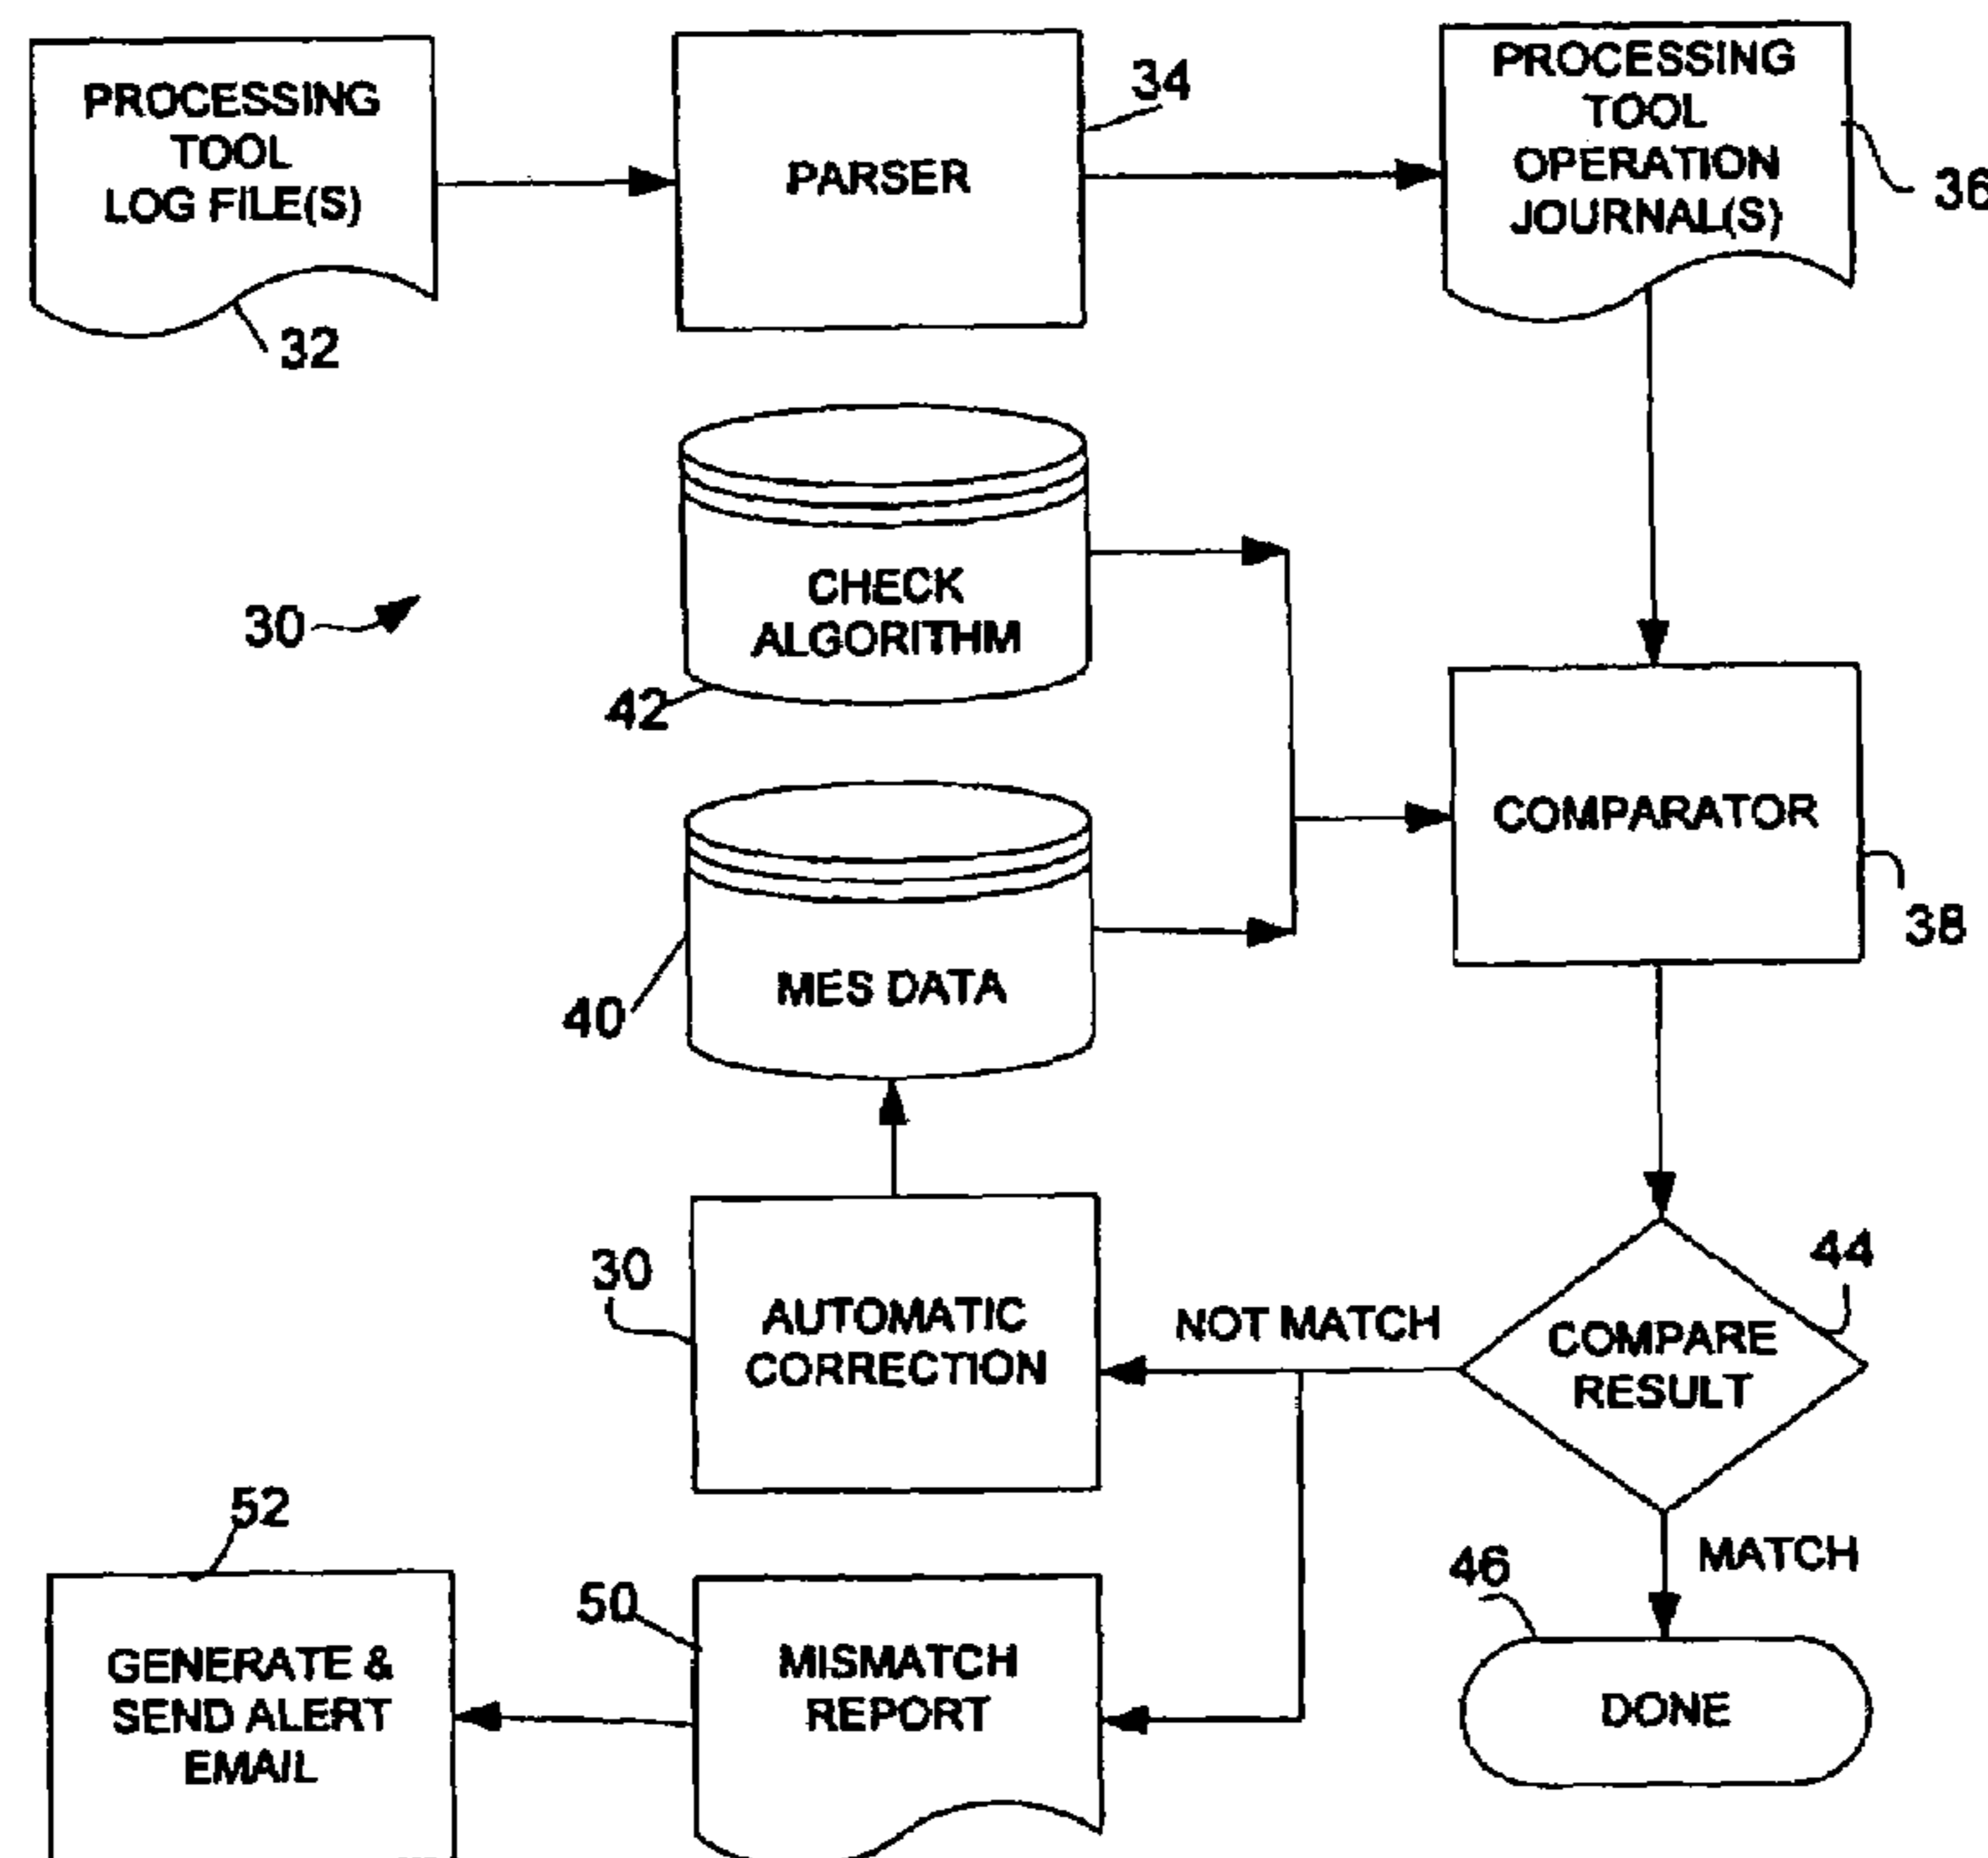 PROCESSING
TOOL
LOG FILE(S)
32
PARSER
34
PROCESSING
TOOL
OPERATION
JOURNAL(S)
36
30
CHECK
ALGORITHM
42
COMPARATOR
38
MES DATA
40
30
AUTOMATIC
CORRECTION
NOT MATCH
COMPARE
RESULT
44
MATCH
46
DONE
52
GENERATE &
SEND ALERT
EMAIL
50
MISMATCH
REPORT